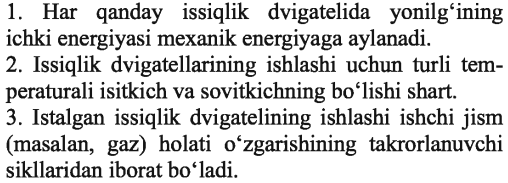 1. Har qanday issiqlik dvigatelida yonilg‘ining
ichki energiyasi mexanik energiyaga aylanadi.
2. Issiqlik dvigatellarining ishlashi uchun turli tem-
peraturali isitkich va sovitkichning bo‘lishi shart.
3. Istalgan issiqlik dvigatelining ishlashi ishchi jism
(masalan, gaz) holati o‘zgarishining takrorlanuvchi
sikllaridan iborat bo‘ladi.